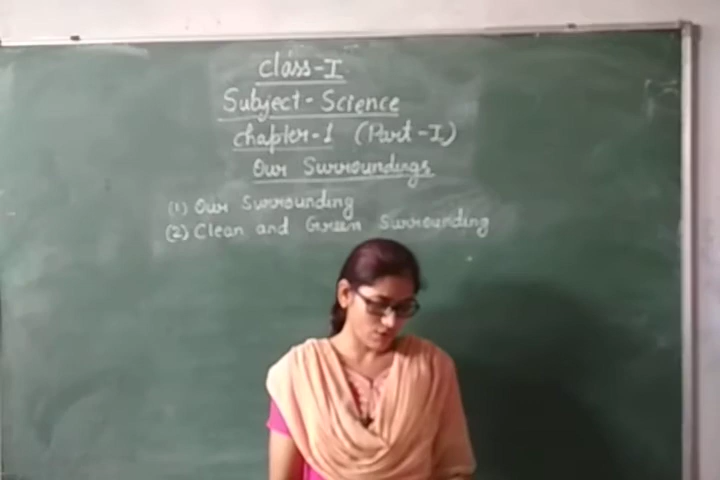 Class-I
Subject-Science
Chapter-1 (Part-I)
Our Surroundings
(1) Our Surrounding
(2) Clean and Green Surrounding